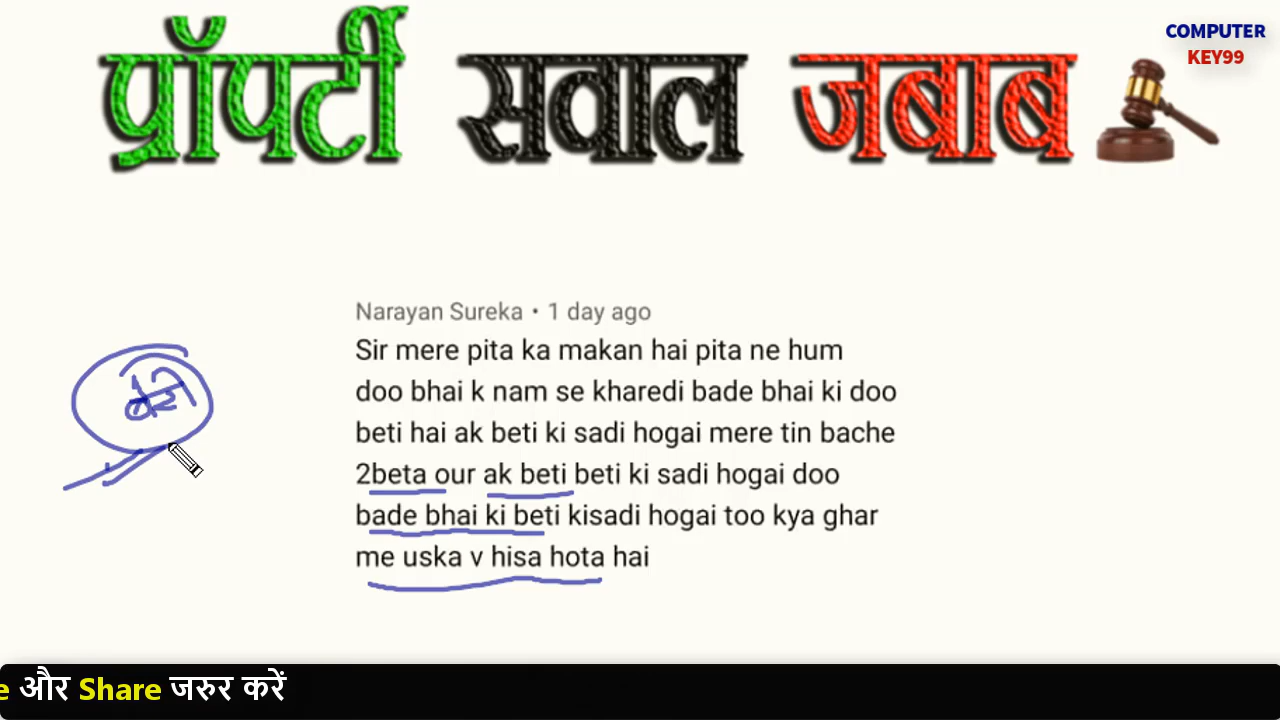 प्रॉपर्टी सवाल जबाब
COMPUTER
KEY99
Narayan Sureka • 1 day ago
Sir mere pita ka makan hai pita ne hum
doo bhai k nam se kharedi bade bhai ki doo
beti hai ak beti ki sadi hogai mere tin bache
2beta our ak beti beti ki sadi hogai doo
bade bhai ki beti kisadi hogai too kya ghar
me uska v hisa hota hai
e और Share जरुर करें